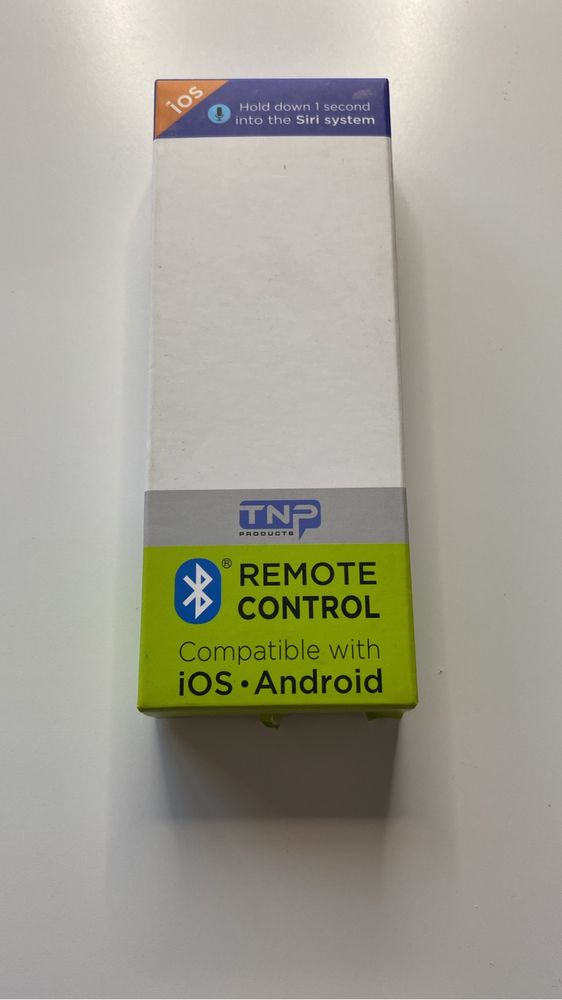 iOS
Hold down 1 second
into the Siri system
TNP
PRODUCTS
® REMOTE
CONTROL
Compatible with
iOS • Android